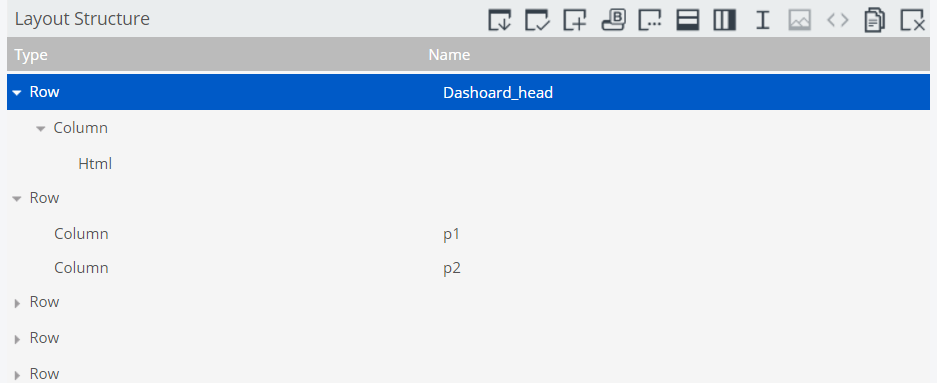 Layout Structure
Type Name
Row Dashoard_head
Column
Html
Row
Column p1
Column p2
Row
Row
Row